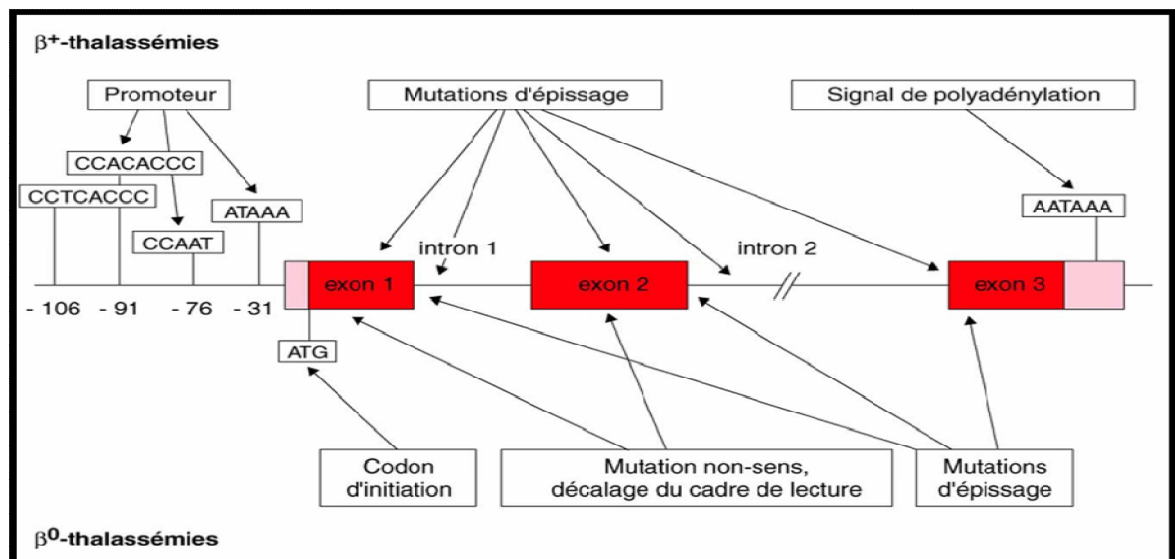 β+-thalassémies
Promoteur
Mutations d'épissage
Signal de polyadénylation
CCACACCC
CCTCACCC
ATAAA
AATAAA
CCAAT
intron 1
intron 2
exon 1
exon 2
exon 3
- 106 - 91 - 76 - 31
ATG
Codon
d'initiation
Mutation non-sens,
décalage du cadre de lecture
Mutations
d'épissage
β0-thalassémies